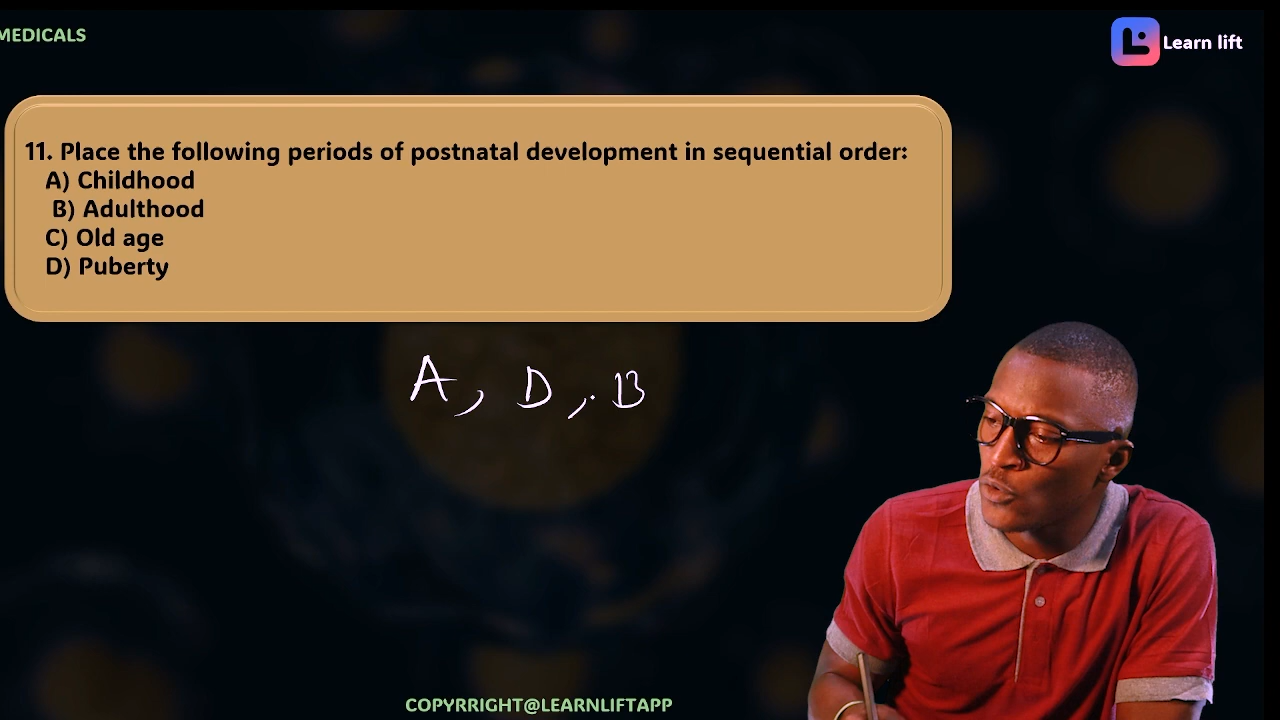 MEDICALS
Learn lift
11. Place the following periods of postnatal development in sequential order:
A) Childhood
B) Adulthood
C) Old age
D) Puberty
A, D, B
COPYRRIGHT@LEARNLIFTAPP